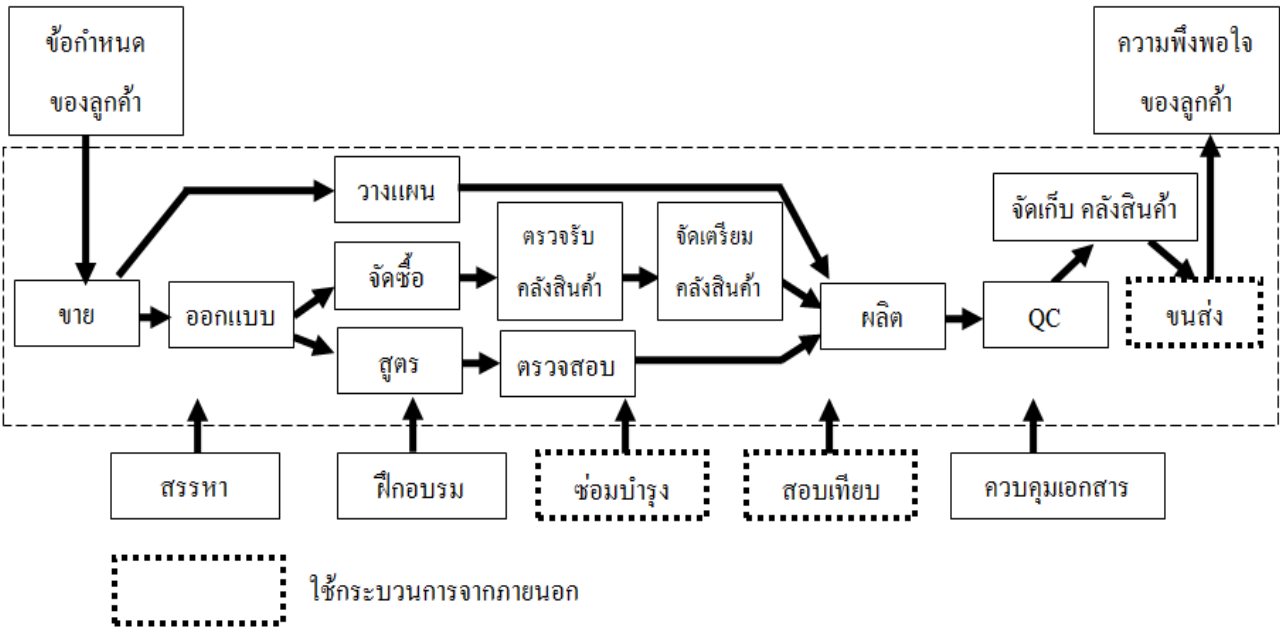 ข้อกำหนด
ของลูกค้า
ความพึงพอใจ
ของลูกค้า
วางแผน
จัดเก็บ คลังสินค้า
จัดซื้อ
ตรวจรับ
คลังสินค้า
จัดเตรียม
คลังสินค้า
ขาย
ออกแบบ
ผลิต
QC
ขนส่ง
สูตร
ตรวจสอบ
สรรหา
ฝึกอบรม
ซ่อมบำรุง
สอบเทียบ
ควบคุมเอกสาร
ใช้กระบวนการจากภายนอก